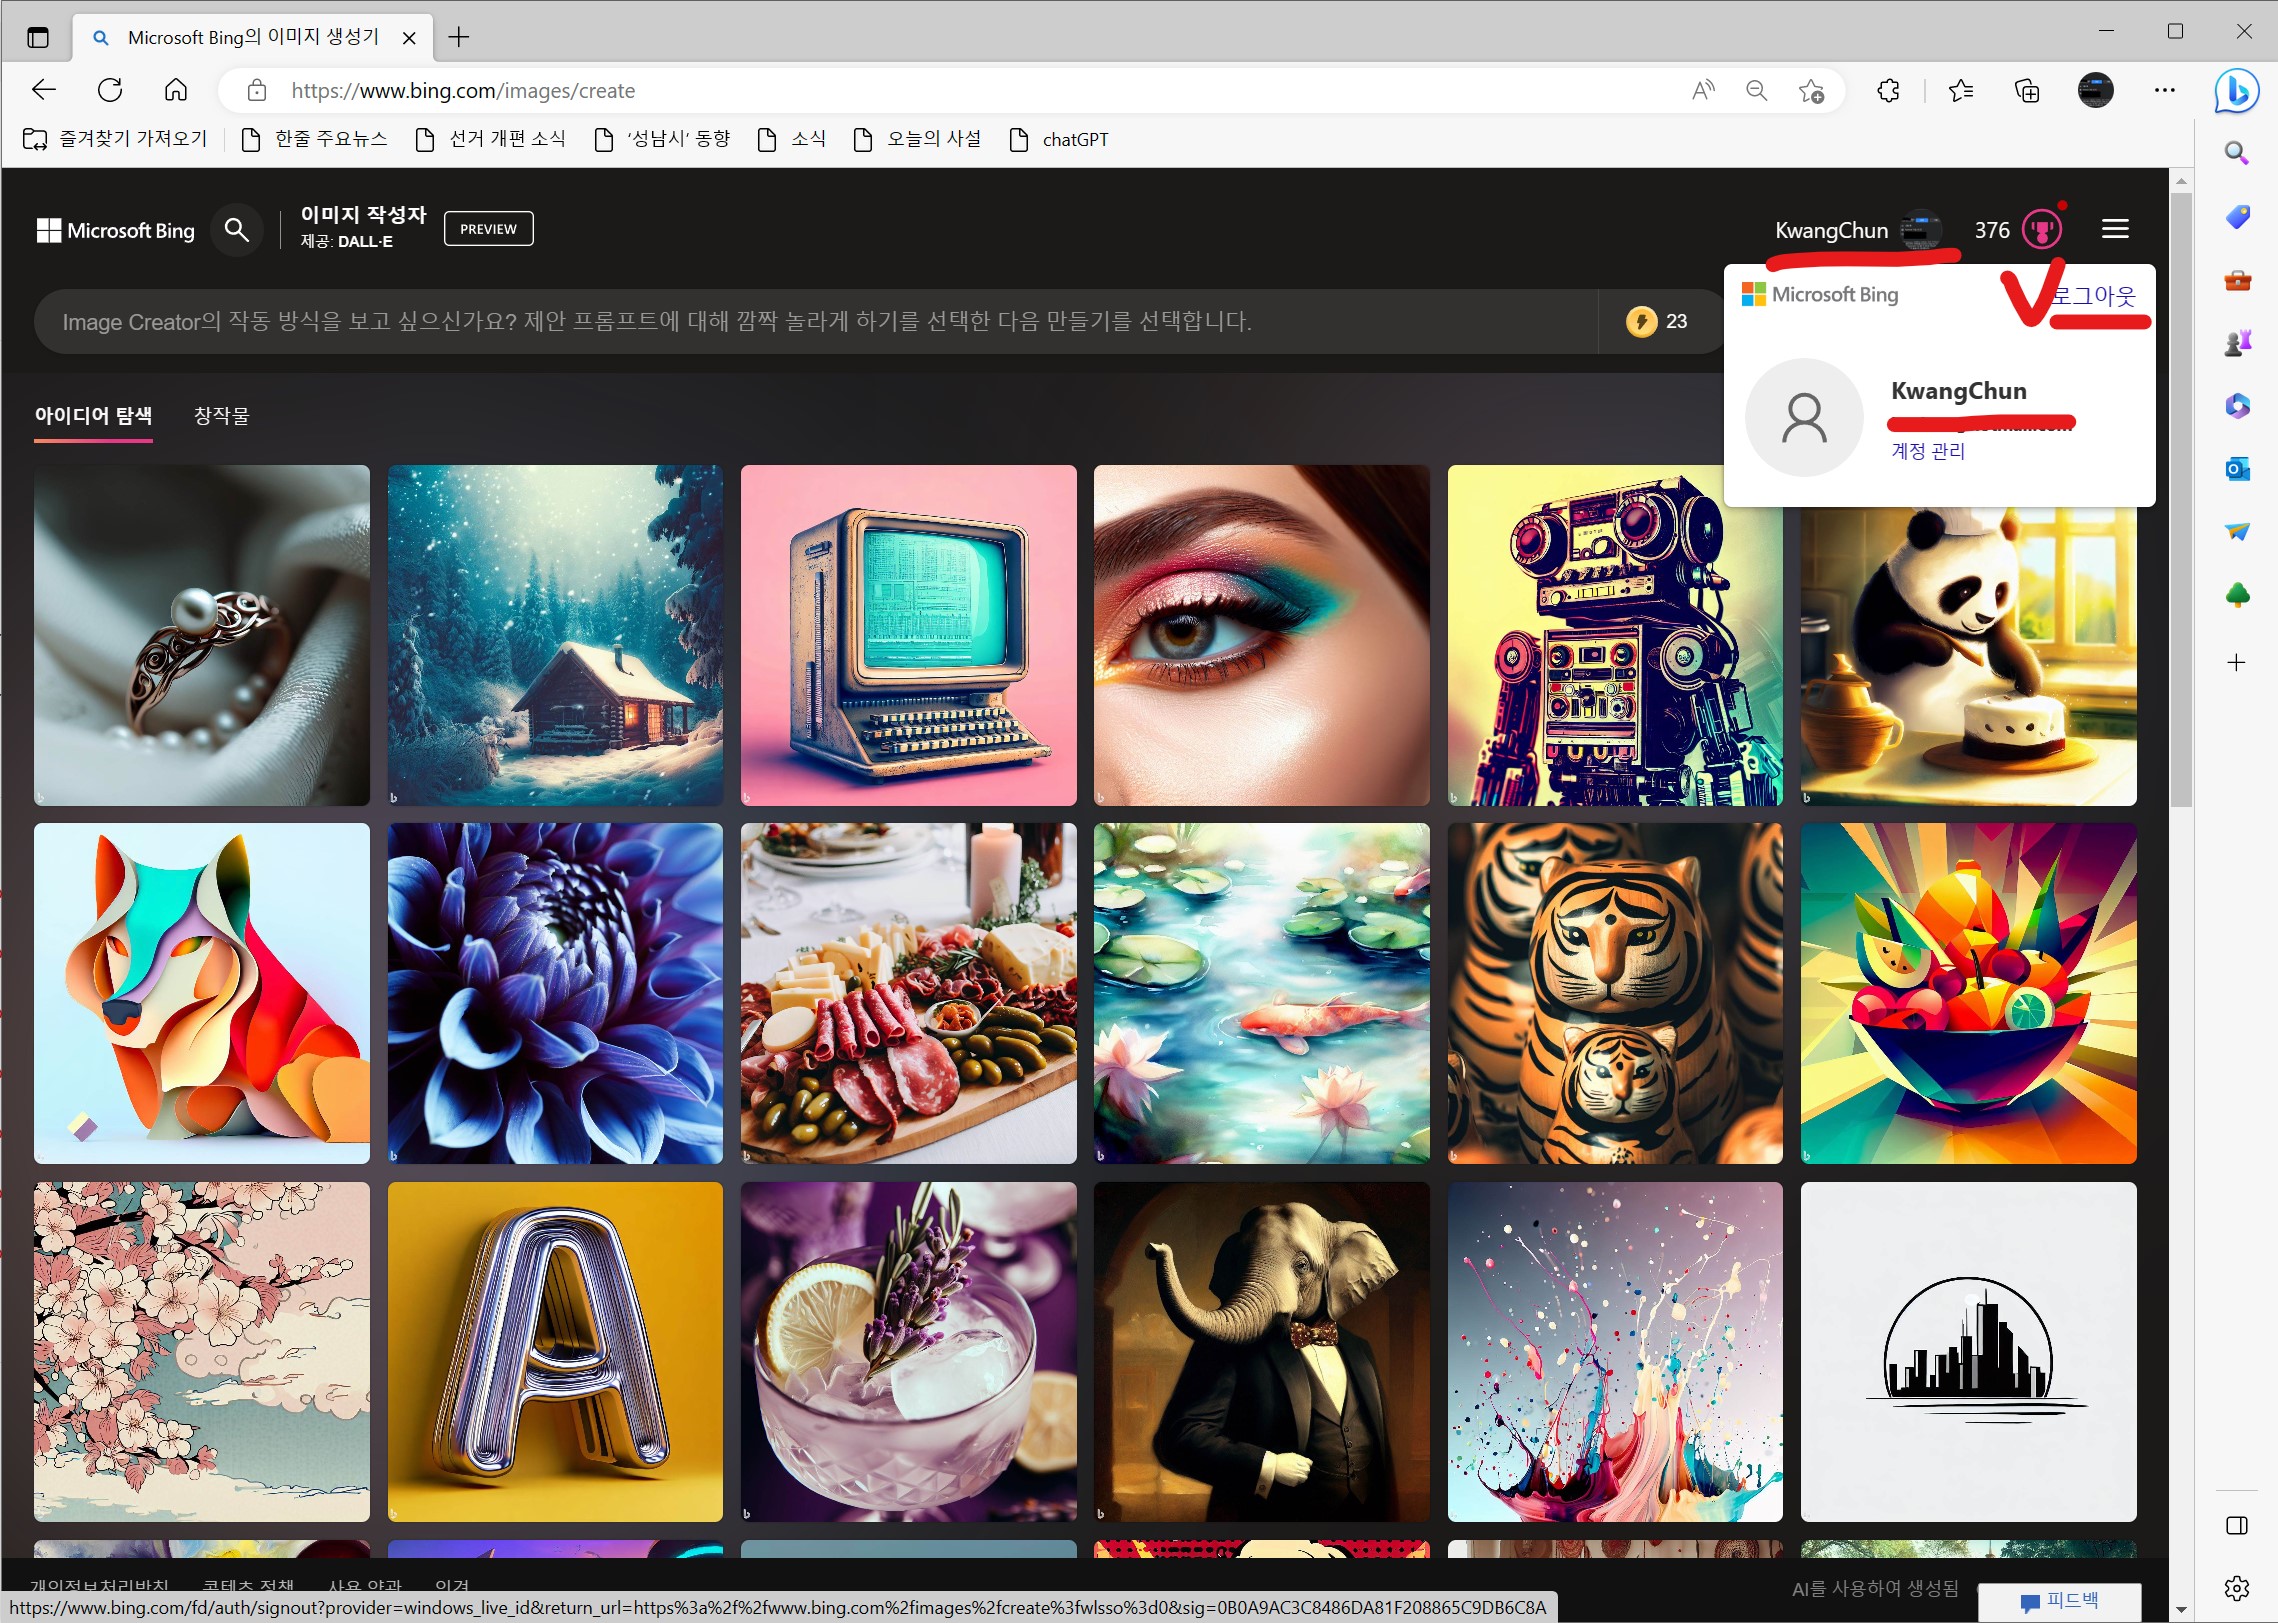 Microsoft Bing의 이미지 생성기
https://www.bing.com/images/create
즐겨찾기 가져오기 한줄 주요뉴스 선거 개편 소식 '성남시' 동향 소식 오늘의 사설 chatGPT
Microsoft Bing
이미지 작성자
제공: DALL·E
PREVIEW
KwangChun 376
Microsoft Bing 로그아웃
Image Creator의 작동 방식을 보고 싶으신가요? 제안 프롬프트에 대해 깜짝 놀라게 하기를 선택한 다음 만들기를 선택합니다.
23
KwangChun
계정 관리
아이디어 탐색 창작물
A
개인정보처리방침 콘텐츠 정책 사용 약관 의견
AI를 사용하여 생성됨
피드백
https://www.bing.com/fd/auth/signout?provider=windows_live_id&return_url=https%3a%2f%2fwww.bing.com%2fimages%2fcreate%3fwlsso%3d0&sig=0B0A9AC3C8486DA81F208865C9DB6C8A